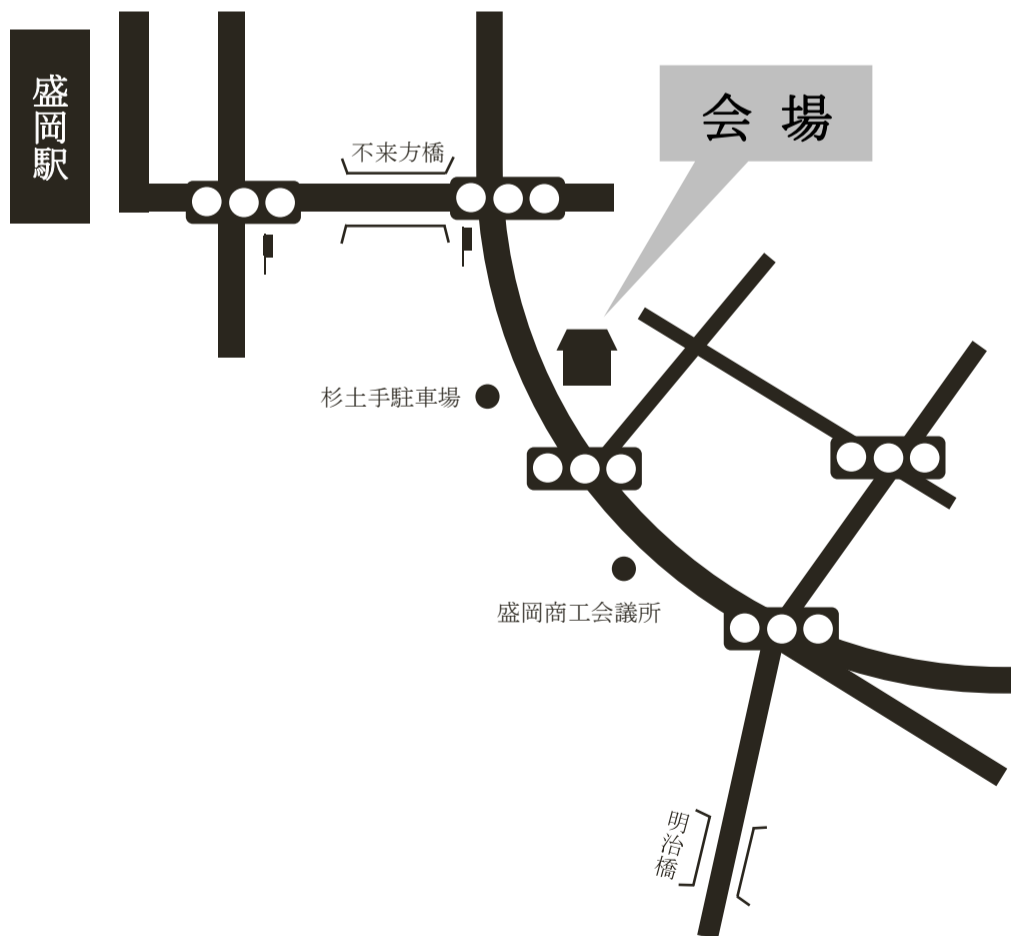 盛岡駅
不来方橋
会場
杉土手駐車場
盛岡商工会議所
明治橋